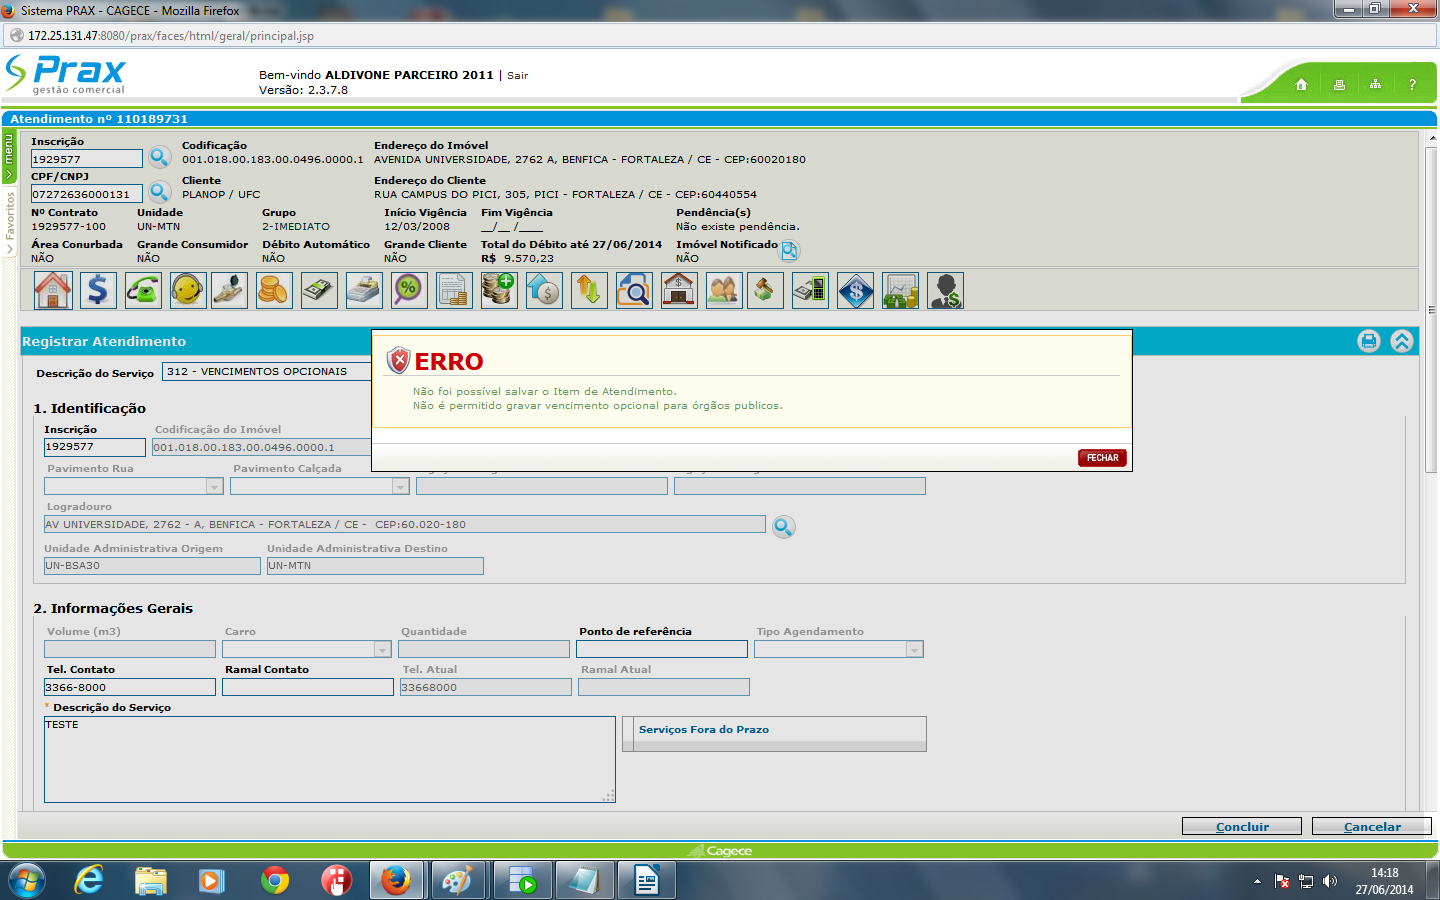 Sistema PRAX - CAGECE - Mozilla Firefox
172.25.131.47:8080/prax/faces/html/geral/principal.jsp
Prax
gestão comercial
Bem-vindo ALDIVONE PARCEIRO 2011 | Sair
Versão: 2.3.7.8
?
Atendimento nº 110189731
menu
Favoritos
Inscrição
1929577
Codificação
001.018.00.183.00.0496.0000.1
Endereço do Imóvel
AVENIDA UNIVERSIDADE, 2762 A, BENFICA - FORTALEZA / CE - CEP:60020180
CPF/CNPJ
07272636000131
Cliente
PLANOP / UFC
Endereço do Cliente
RUA CAMPUS DO PICI, 305, PICI - FORTALEZA / CE - CEP:60440554
Nº Contrato
1929577-100
Unidade
UN-MTN
Grupo
2-IMEDIATO
Início Vigência
12/03/2008
Fim Vigência
__/__ /____
Pendência(s)
Não existe pendência.
Área Conurbada
NÃO
Grande Consumidor
NÃO
Débito Automático
NÃO
Grande Cliente
NÃO
Total do Débito até 27/06/2014
R$ 9.570,23
Imóvel Notificado
NÃO
Registrar Atendimento
Descrição do Serviço
312 - VENCIMENTOS OPCIONAIS
ERRO
Não foi possível salvar o Item de Atendimento.
Não é permitido gravar vencimento opcional para órgãos publicos.
FECHAR
1. Identificação
Inscrição
1929577
Codificação do Imóvel
001.018.00.183.00.0496.0000.1
Pavimento Rua
Pavimento Calçada
Logradouro
AV UNIVERSIDADE, 2762 - A, BENFICA - FORTALEZA / CE - CEP:60.020-180
Unidade Administrativa Origem
UN-BSA30
Unidade Administrativa Destino
UN-MTN
2. Informações Gerais
Volume (m3)
Carro
Quantidade
Ponto de referência
Tipo Agendamento
Tel. Contato
3366-8000
Ramal Contato
Tel. Atual
33668000
Ramal Atual
* Descrição do Serviço
TESTE
Serviços Fora do Prazo
Concluir
Cancelar
Cagece
14:18
27/06/2014